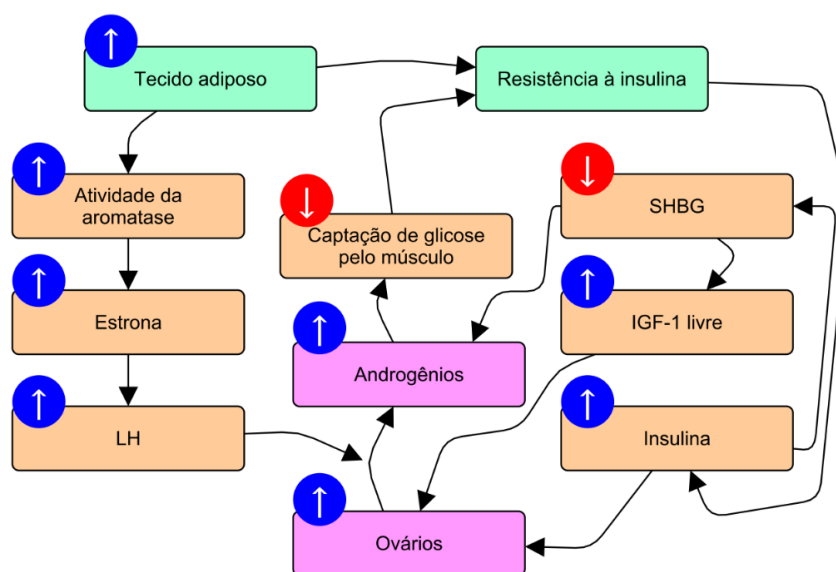 ↑
Tecido adiposo
Resistência à insulina
↑
Atividade da
aromatase
↓
Captação de glicose
pelo músculo
↓
SHBG
↑
Estrona
↑
IGF-1 livre
↑
Androgênios
↑
LH
↑
Insulina
↑
Ovários